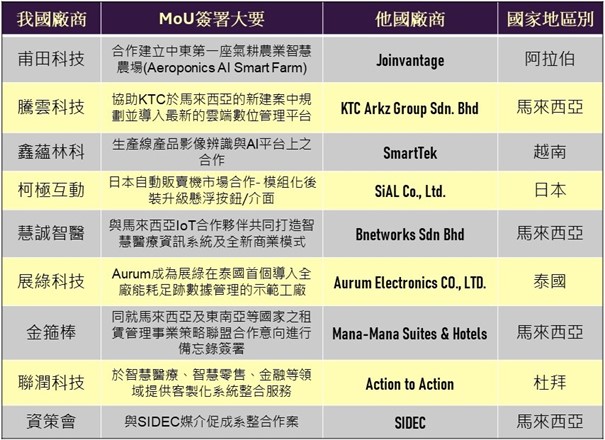 我國廠商 MoU簽署大要 他國廠商 國家地區別
甫田科技 合作建立中東第一座氣耕農業智慧 Joinvantage 阿拉伯
農場(Aeroponics AI Smart Farm)
騰雲科技 協助KTC於馬來西亞的新建案中規 KTC Arkz Group Sdn. Bhd 馬來西亞
劃並導入最新的雲端數位管理平台
鑫蘊林科 生產線產品影像辨識與AI平台上之 SmartTek 越南
合作
柯極互動 日本自動販賣機市場合作- 模組化後 SiAL Co., Ltd. 日本
裝升級懸浮按鈕/介面
慧誠智醫 與馬來西亞IoT合作夥伴共同打造智 Bnetworks Sdn Bhd 馬來西亞
慧醫療資訊系統及全新商業模式
展綠科技 Aurum成為展綠在泰國首個導入全 Aurum Electronics CO., LTD. 泰國
廠能耗足跡數據管理的示範工廠
金箍棒 同就馬來西亞及東南亞等國家之租 Mana-Mana Suites & Hotels 馬來西亞
賃管理事業策略聯盟合作意向進行
備忘錄簽署
聯潤科技 於智慧醫療、智慧零售、金融等領 Action to Action 杜拜
域提供客製化系統整合服務
資策會 與SIDEC媒介促成系整合作案 SIDEC 馬來西亞